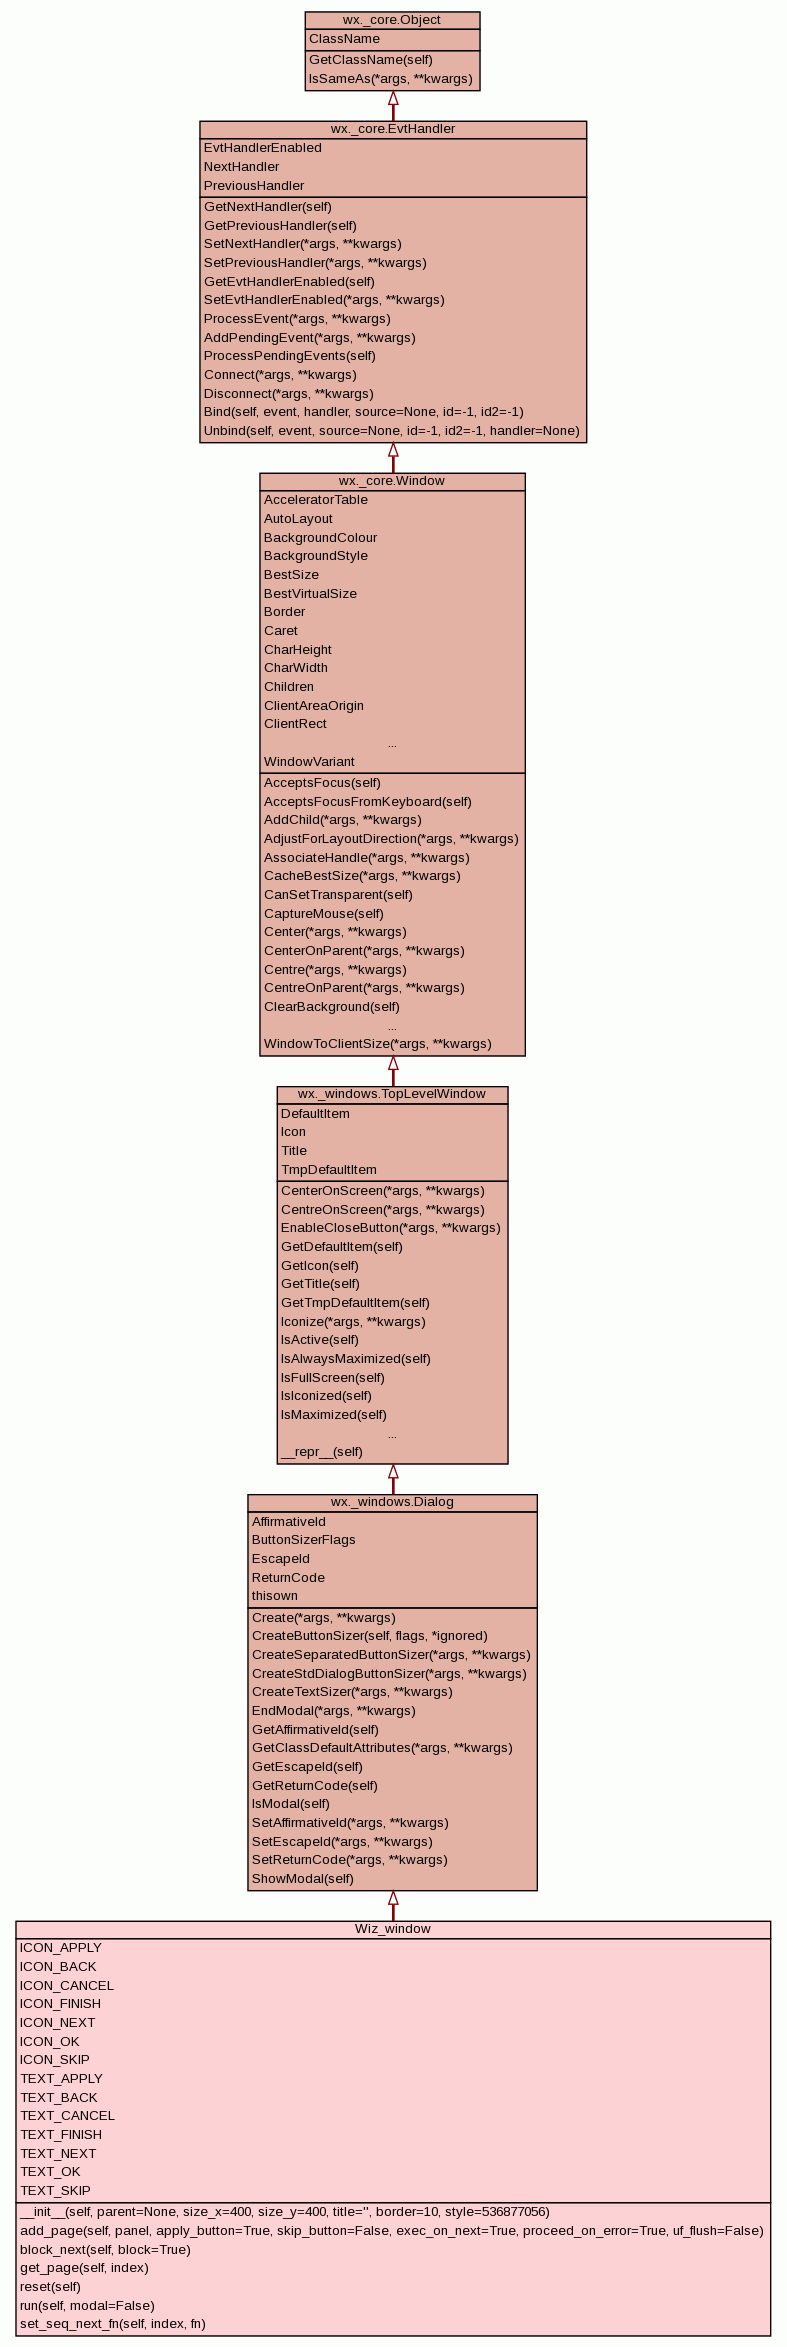 wx._core.Object
ClassName
GetClassName(self)
IsSameAs(*args, **kwargs)
wx._core.EvtHandler
EvtHandlerEnabled
NextHandler
PreviousHandler
GetNextHandler(self)
GetPreviousHandler(self)
SetNextHandler(*args, **kwargs)
SetPreviousHandler(*args, **kwargs)
GetEvtHandlerEnabled(self)
SetEvtHandlerEnabled(*args, **kwargs)
ProcessEvent(*args, **kwargs)
AddPendingEvent(*args, **kwargs)
ProcessPendingEvents(self)
Connect(*args, **kwargs)
Disconnect(*args, **kwargs)
Bind(self, event, handler, source=None, id=-1, id2=-1)
Unbind(self, event, source=None, id=-1, id2=-1, handler=None)
wx._core.Window
AcceleratorTable
AutoLayout
BackgroundColour
BackgroundStyle
BestSize
BestVirtualSize
Border
Caret
CharHeight
CharWidth
Children
ClientAreaOrigin
ClientRect
...
WindowVariant
AcceptsFocus(self)
AcceptsFocusFromKeyboard(self)
AddChild(*args, **kwargs)
AdjustForLayoutDirection(*args, **kwargs)
AssociateHandle(*args, **kwargs)
CacheBestSize(*args, **kwargs)
CanSetTransparent(self)
CaptureMouse(self)
Center(*args, **kwargs)
CenterOnParent(*args, **kwargs)
Centre(*args, **kwargs)
CentreOnParent(*args, **kwargs)
ClearBackground(self)
...
WindowToClientSize(*args, **kwargs)
wx._windows.TopLevelWindow
DefaultItem
Icon
Title
TmpDefaultItem
CenterOnScreen(*args, **kwargs)
CentreOnScreen(*args, **kwargs)
EnableCloseButton(*args, **kwargs)
GetDefaultItem(self)
GetIcon(self)
GetTitle(self)
GetTmpDefaultItem(self)
Iconize(*args, **kwargs)
IsActive(self)
IsAlwaysMaximized(self)
IsFullScreen(self)
IsIconized(self)
IsMaximized(self)
...
__repr__(self)
wx._windows.Dialog
AffirmativeId
ButtonSizerFlags
EscapeId
ReturnCode
thisown
Create(*args, **kwargs)
CreateButtonSizer(self, flags, *ignored)
CreateSeparatedButtonSizer(*args, **kwargs)
CreateStdDialogButtonSizer(*args, **kwargs)
CreateTextSizer(*args, **kwargs)
EndModal(*args, **kwargs)
GetAffirmativeId(self)
GetClassDefaultAttributes(*args, **kwargs)
GetEscapeId(self)
GetReturnCode(self)
IsModal(self)
SetAffirmativeId(*args, **kwargs)
SetEscapeId(*args, **kwargs)
SetReturnCode(*args, **kwargs)
ShowModal(self)
Wiz_window
ICON_APPLY
ICON_BACK
ICON_CANCEL
ICON_FINISH
ICON_NEXT
ICON_OK
ICON_SKIP
TEXT_APPLY
TEXT_BACK
TEXT_CANCEL
TEXT_FINISH
TEXT_NEXT
TEXT_OK
TEXT_SKIP
__init__(self, parent=None, size_x=400, size_y=400, title='', border=10, style=536877056)
add_page(self, panel, apply_button=True, skip_button=False, exec_on_next=True, proceed_on_error=True, uf_flush=False)
block_next(self, block=True)
get_page(self, index)
reset(self)
run(self, modal=False)
set_seq_next_fn(self, index, fn)